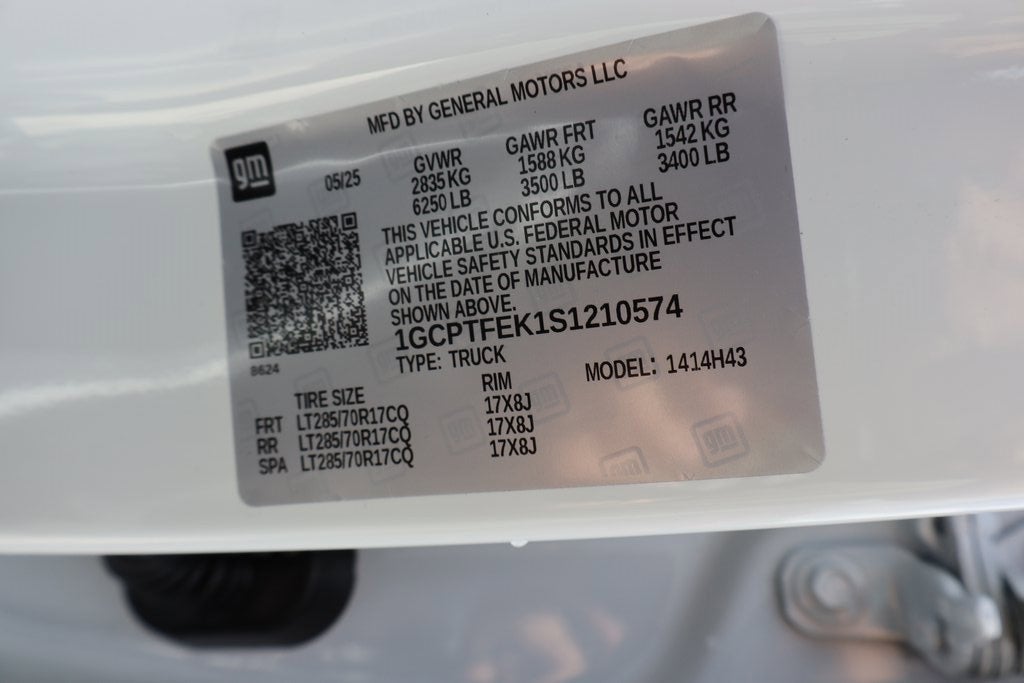 MFD BY GENERAL MOTORS LLC
gm
05/25
GVWR
2835 KG
6250 LB
GAWR FRT
1588 KG
3500 LB
GAWR RR
1542 KG
3400 LB
THIS VEHICLE CONFORMS TO ALL
APPLICABLE U.S. FEDERAL MOTOR
VEHICLE SAFETY STANDARDS IN EFFECT
ON THE DATE OF MANUFACTURE
SHOWN ABOVE.
1GCPTFEK1S1210574
8624
TYPE: TRUCK
MODEL: 1414H43
TIRE SIZE RIM
FRT LT285/70R17CQ 17X8J
RR LT285/70R17CQ 17X8J
SPA LT285/70R17CQ 17X8J